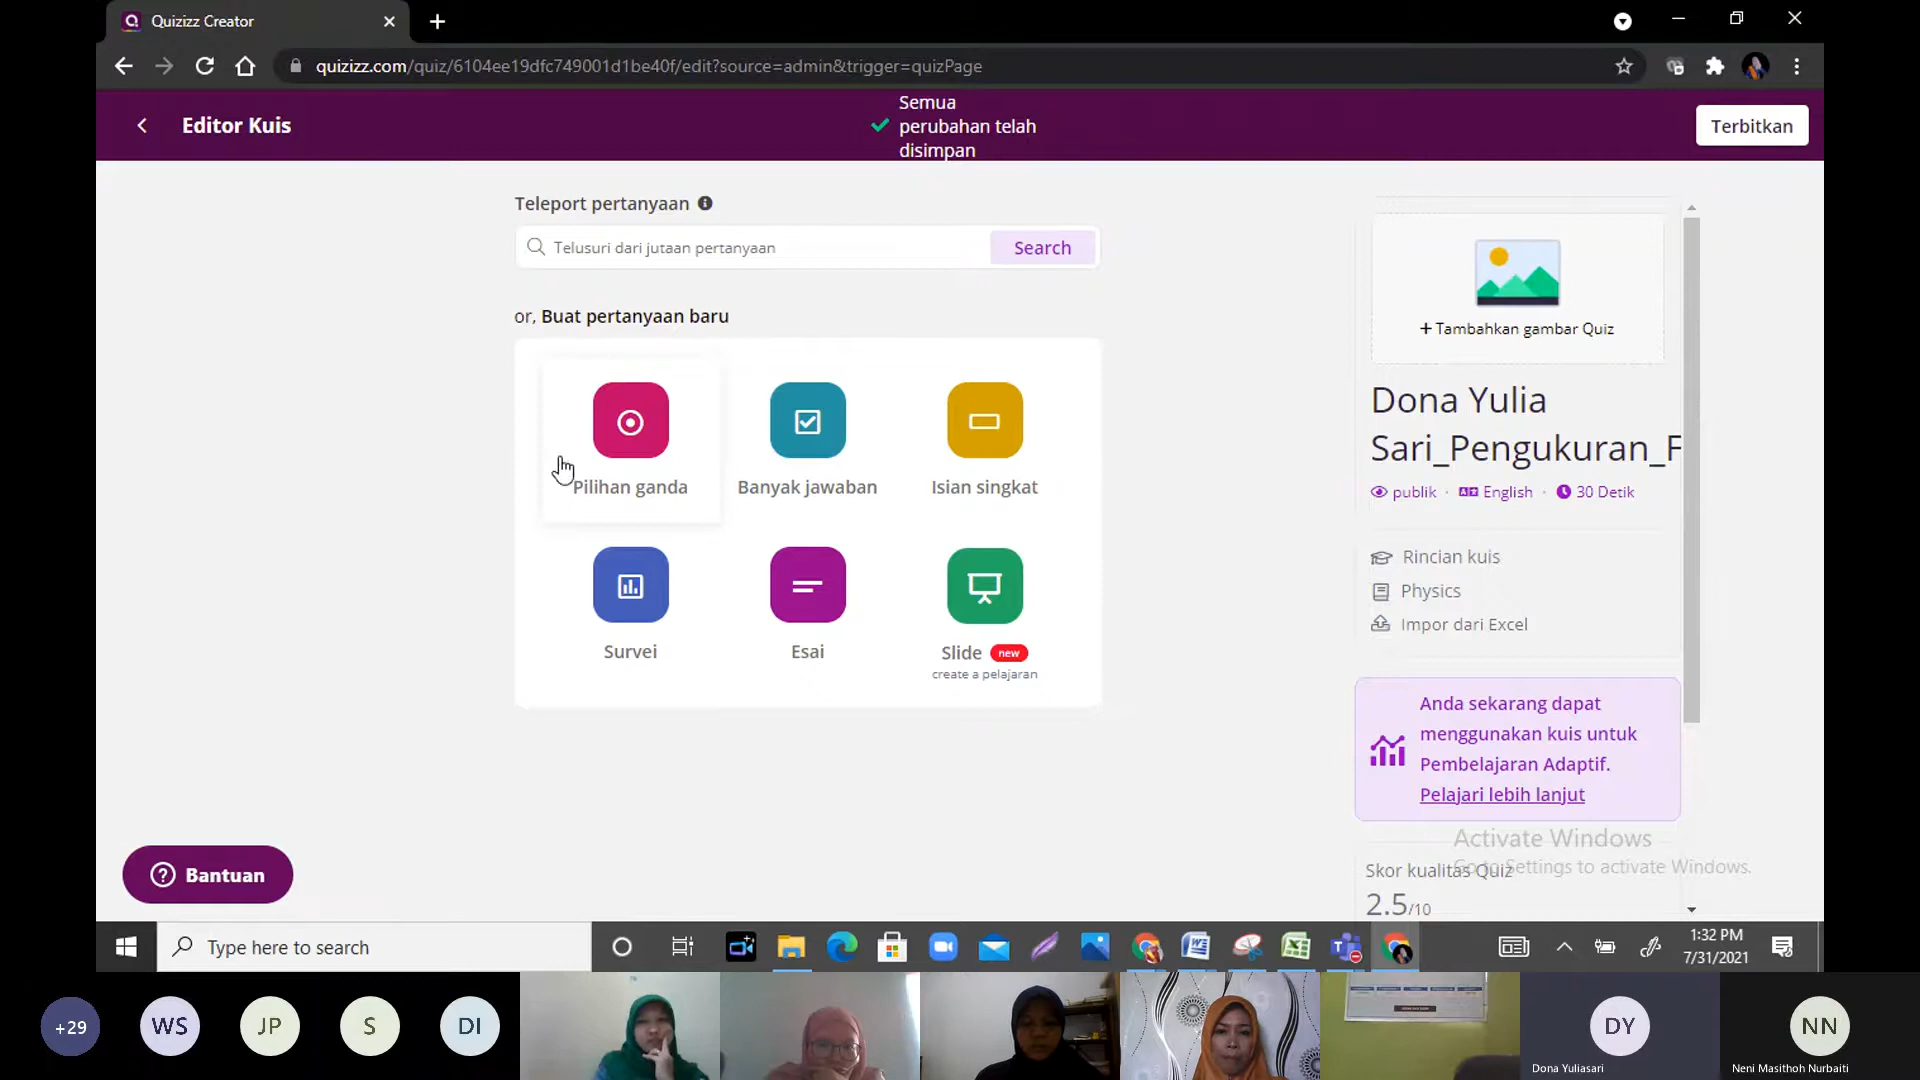 Quizizz Creator
quizizz.com/quiz/6104ee19dfc749001d1be40f/edit?source=admin&trigger=quizPage
Editor Kuis
Semua
perubahan telah
disimpan
Terbitkan
Teleport pertanyaan
Telusuri dari jutaan pertanyaan
Search
or, Buat pertanyaan baru
Pilihan ganda
Banyak jawaban
Isian singkat
Survei
Esai
Slide new
create a pelajaran
+ Tambahkan gambar Quiz
Dona Yulia
Sari_Pengukuran_F
publik · English · 30 Detik
Rincian kuis
Physics
Impor dari Excel
Anda sekarang dapat
menggunakan kuis untuk
Pembelajaran Adaptif.
Pelajari lebih lanjut
Activate Windows
Go to Settings to activate Windows.
Skor kualitas Quiz
2.5/10
Bantuan
Type here to search
1:32 PM
7/31/2021
+29
WS
JP
S
DI
DY
Dona Yuliasari
NN
Neni Masithoh Nurbaiti